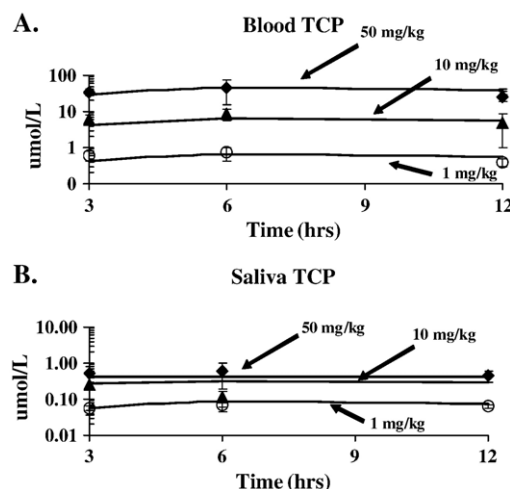 A.
Blood TCP
50 mg/kg
10 mg/kg
100
10
1
0
umol/L
1 mg/kg
3 6 9 12
Time (hrs)
B.
Saliva TCP
50 mg/kg
10 mg/kg
10.00
1.00
0.10
0.01
umol/L
1 mg/kg
3 6 9 12
Time (hrs)